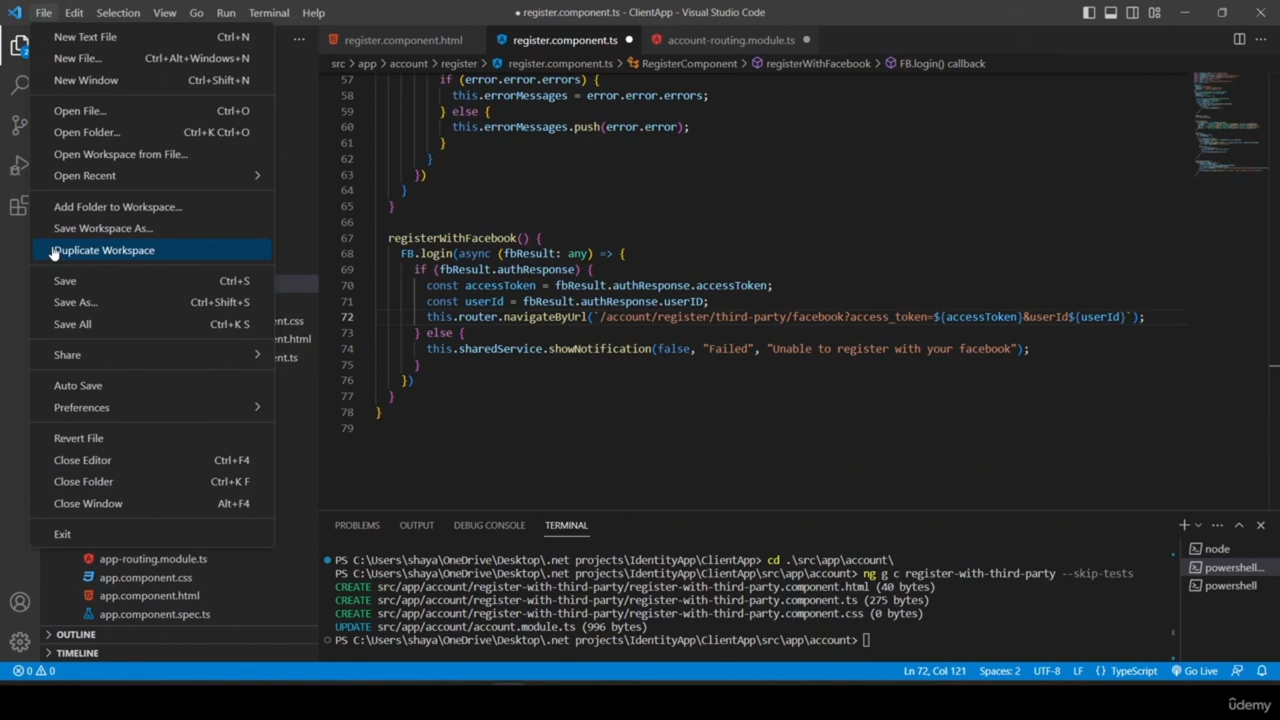 File Edit Selection View Go Run Terminal Help
● register.component.ts - ClientApp - Visual Studio Code
New Text File Ctrl+N
New File... Ctrl+Alt+Windows+N
New Window Ctrl+Shift+N
Open File... Ctrl+O
Open Folder... Ctrl+K Ctrl+O
Open Workspace from File...
Open Recent
Add Folder to Workspace...
Save Workspace As...
Duplicate Workspace
Save Ctrl+S
Save As... Ctrl+Shift+S
Save All Ctrl+K S
Share
Auto Save
Preferences
Revert File
Close Editor Ctrl+F4
Close Folder Ctrl+K F
Close Window Alt+F4
Exit
2
nt.css
nt.html
nt.ts
app-routing.module.ts
app.component.css
app.component.html
app.component.spec.ts
OUTLINE
TIMELINE
register.component.html register.component.ts ● account-routing.module.ts ●
src > app > account > register > register.component.ts > RegisterComponent > registerWithFacebook > FB.login() callback
57 if (error.error.errors) {
58 this.errorMessages = error.error.errors;
59 } else {
60 this.errorMessages.push(error.error);
61 }
62 }
63 })
64 }
65 }
66
67 registerWithFacebook() {
68 FB.login(async (fbResult: any) => {
69 if (fbResult.authResponse) {
70 const accessToken = fbResult.authResponse.accessToken;
71 const userId = fbResult.authResponse.userID;
72 this.router.navigateByUrl(`/account/register/third-party/facebook?access_token=${accessToken}&userId${userId}`);
73 } else {
74 this.sharedService.showNotification(false, "Failed", "Unable to register with your facebook");
75 }
76 })
77 }
78 }
79
PROBLEMS OUTPUT DEBUG CONSOLE TERMINAL
PS C:\Users\shaya\OneDrive\Desktop\.net projects\IdentityApp\ClientApp> cd .\src\app\account\
PS C:\Users\shaya\OneDrive\Desktop\.net projects\IdentityApp\ClientApp\src\app\account> ng g c register-with-third-party --skip-tests
CREATE src/app/account/register-with-third-party/register-with-third-party.component.html (40 bytes)
CREATE src/app/account/register-with-third-party/register-with-third-party.component.ts (275 bytes)
CREATE src/app/account/register-with-third-party/register-with-third-party.component.css (0 bytes)
UPDATE src/app/account/account.module.ts (996 bytes)
PS C:\Users\shaya\OneDrive\Desktop\.net projects\IdentityApp\ClientApp\src\app\account>
node
powershell...
powershell
0 0
Ln 72, Col 121 Spaces: 2 UTF-8 LF {} TypeScript Go Live
ûdemy